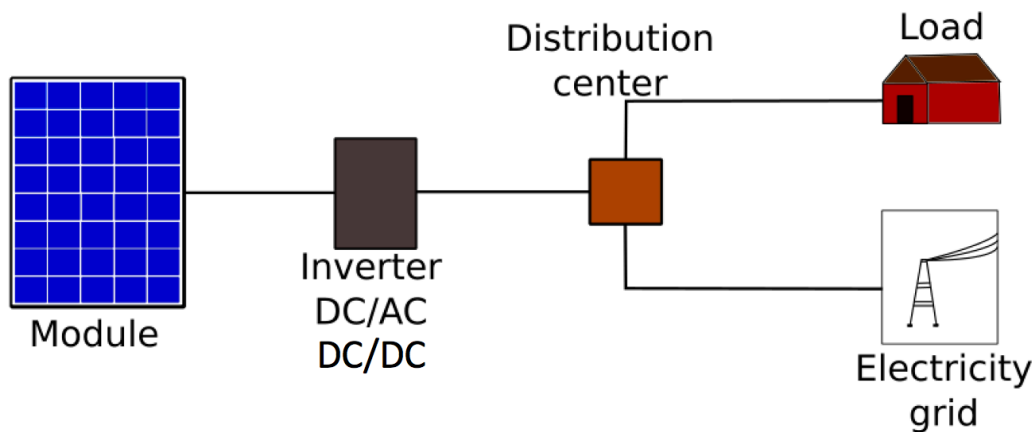 Distribution
center
Load
Module
Inverter
DC/AC
DC/DC
Electricity
grid